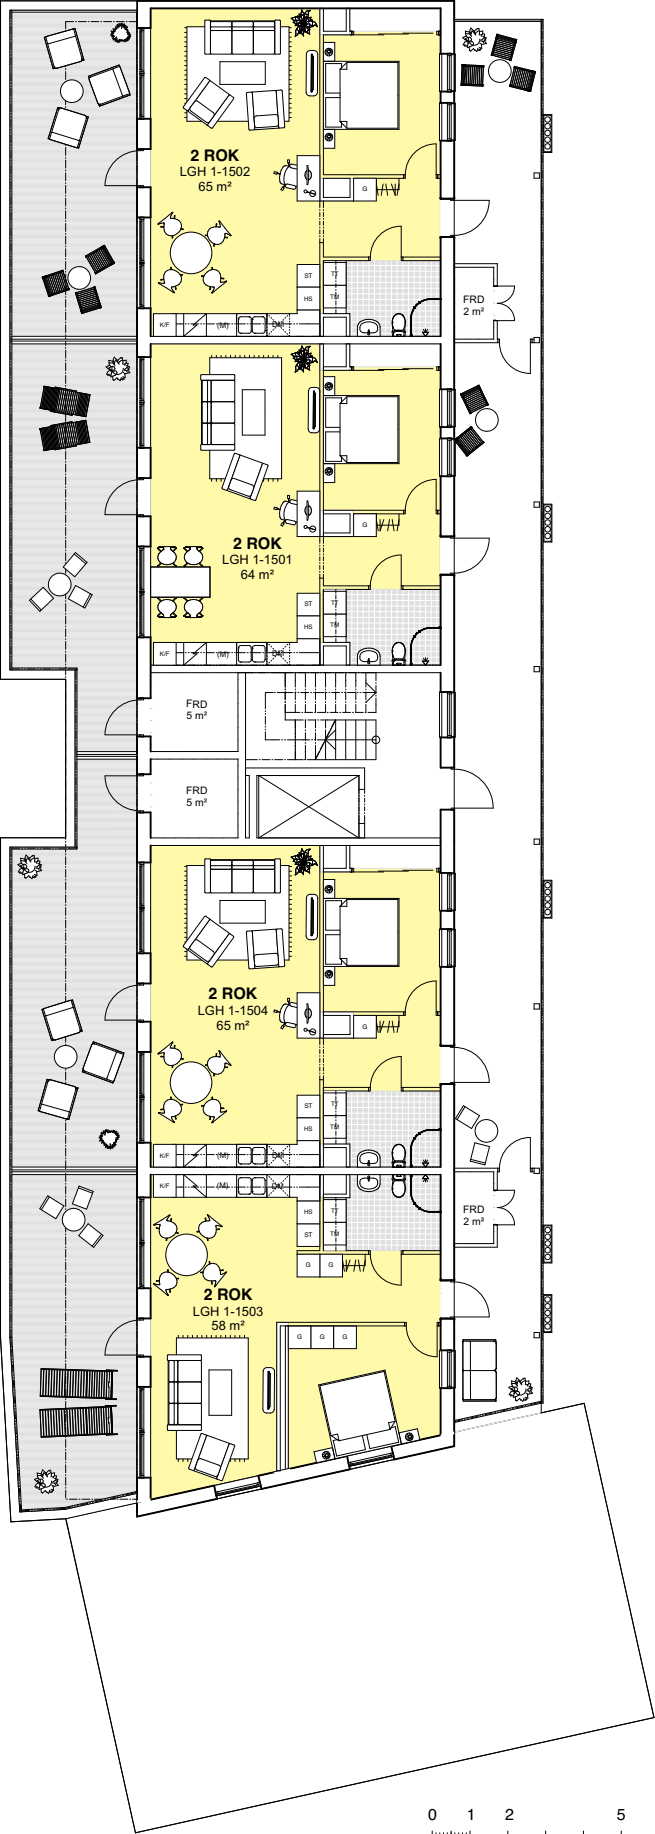 2 ROK
LGH 1-1502
65 m²
G
ST
TT
HS
TM
FRD
2 m²
K/F
(M)
DM
2 ROK
LGH 1-1501
64 m²
G
ST
TT
HS
TM
K/F
(M)
DM
FRD
5 m²
FRD
5 m²
2 ROK
LGH 1-1504
65 m²
G
ST
TT
HS
TM
K/F
(M)
DM
K/F
(M)
DM
HS
TT
ST
TM
FRD
2 m²
G G
2 ROK
LGH 1-1503
58 m²
G G G
0 1 2 5